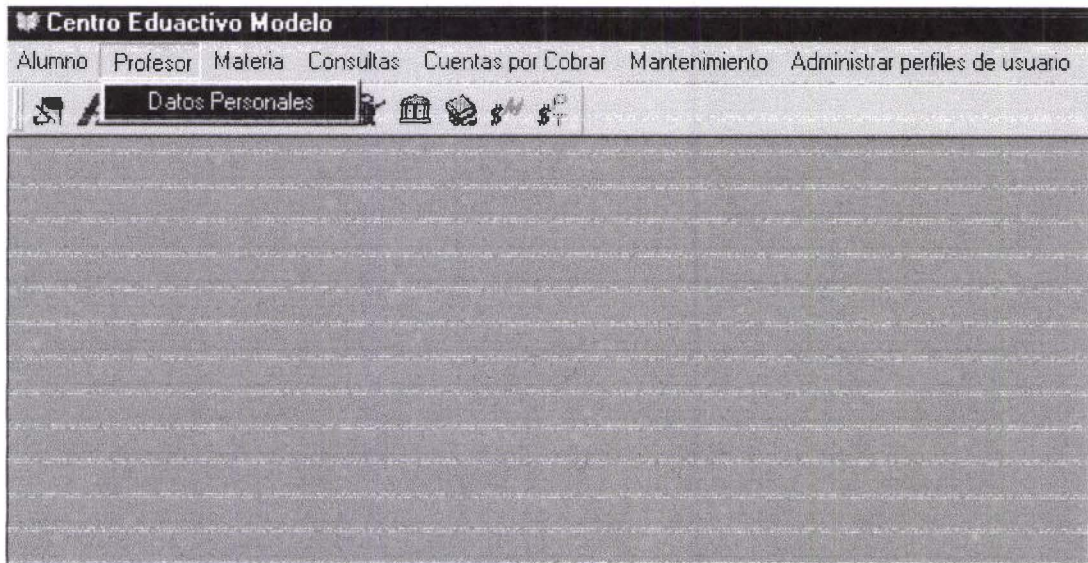 Centro Eduactivo Modelo
Alumno Profesor Materia Consultas Cuentas por Cobrar Mantenimiento Administrar perfiles de usuario
Datos Personales